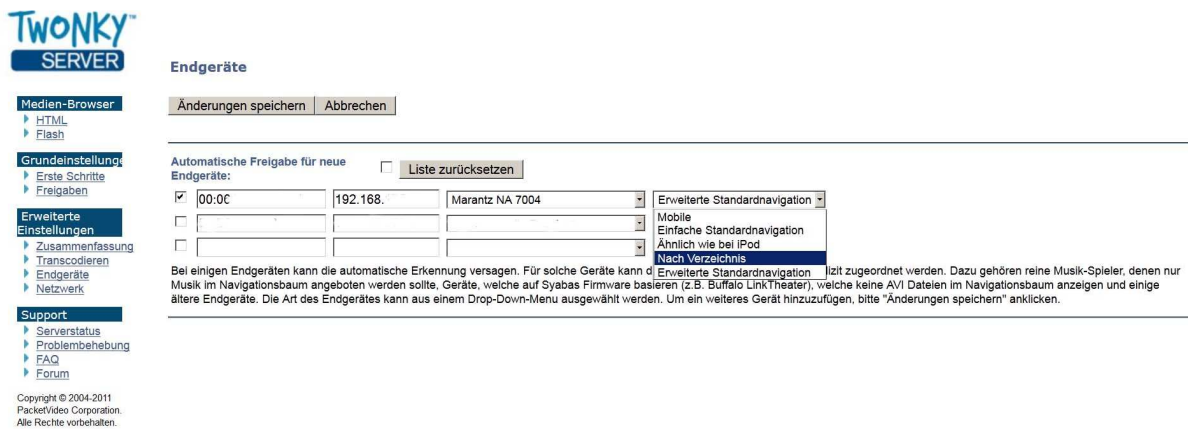 TWONKY™
SERVER
Endgeräte
Änderungen speichern Abbrechen
Medien-Browser
HTML
Flash
Grundeinstellunge
Erste Schritte
Freigaben
Erweiterte
Einstellungen
Zusammenfassung
Transcodieren
Endgeräte
Netzwerk
Support
Serverstatus
Problembehebung
FAQ
Forum
Copyright © 2004-2011
PacketVideo Corporation.
Alle Rechte vorbehalten.
Automatische Freigabe für neue
Endgeräte:
Liste zurücksetzen
00:0 192.168. Marantz NA 7004 Erweiterte Standardnavigation
Mobile
Einfache Standardnavigation
Ähnlich wie bei iPod
Nach Verzeichnis
Erweiterte Standardnavigation
Bei einigen Endgeräten kann die automatische Erkennung versagen. Für solche Geräte kann d lizit zugeordnet werden. Dazu gehören reine Musik-Spieler, denen nur
Musik im Navigationsbaum angeboten werden sollte, Geräte, welche auf Syabas Firmware basieren (z.B. Buffalo LinkTheater), welche keine AVI Dateien im Navigationsbaum anzeigen und einige
ältere Endgeräte. Die Art des Endgerätes kann aus einem Drop-Down-Menu ausgewählt werden. Um ein weiteres Gerät hinzuzufügen, bitte "Änderungen speichern" anklicken.